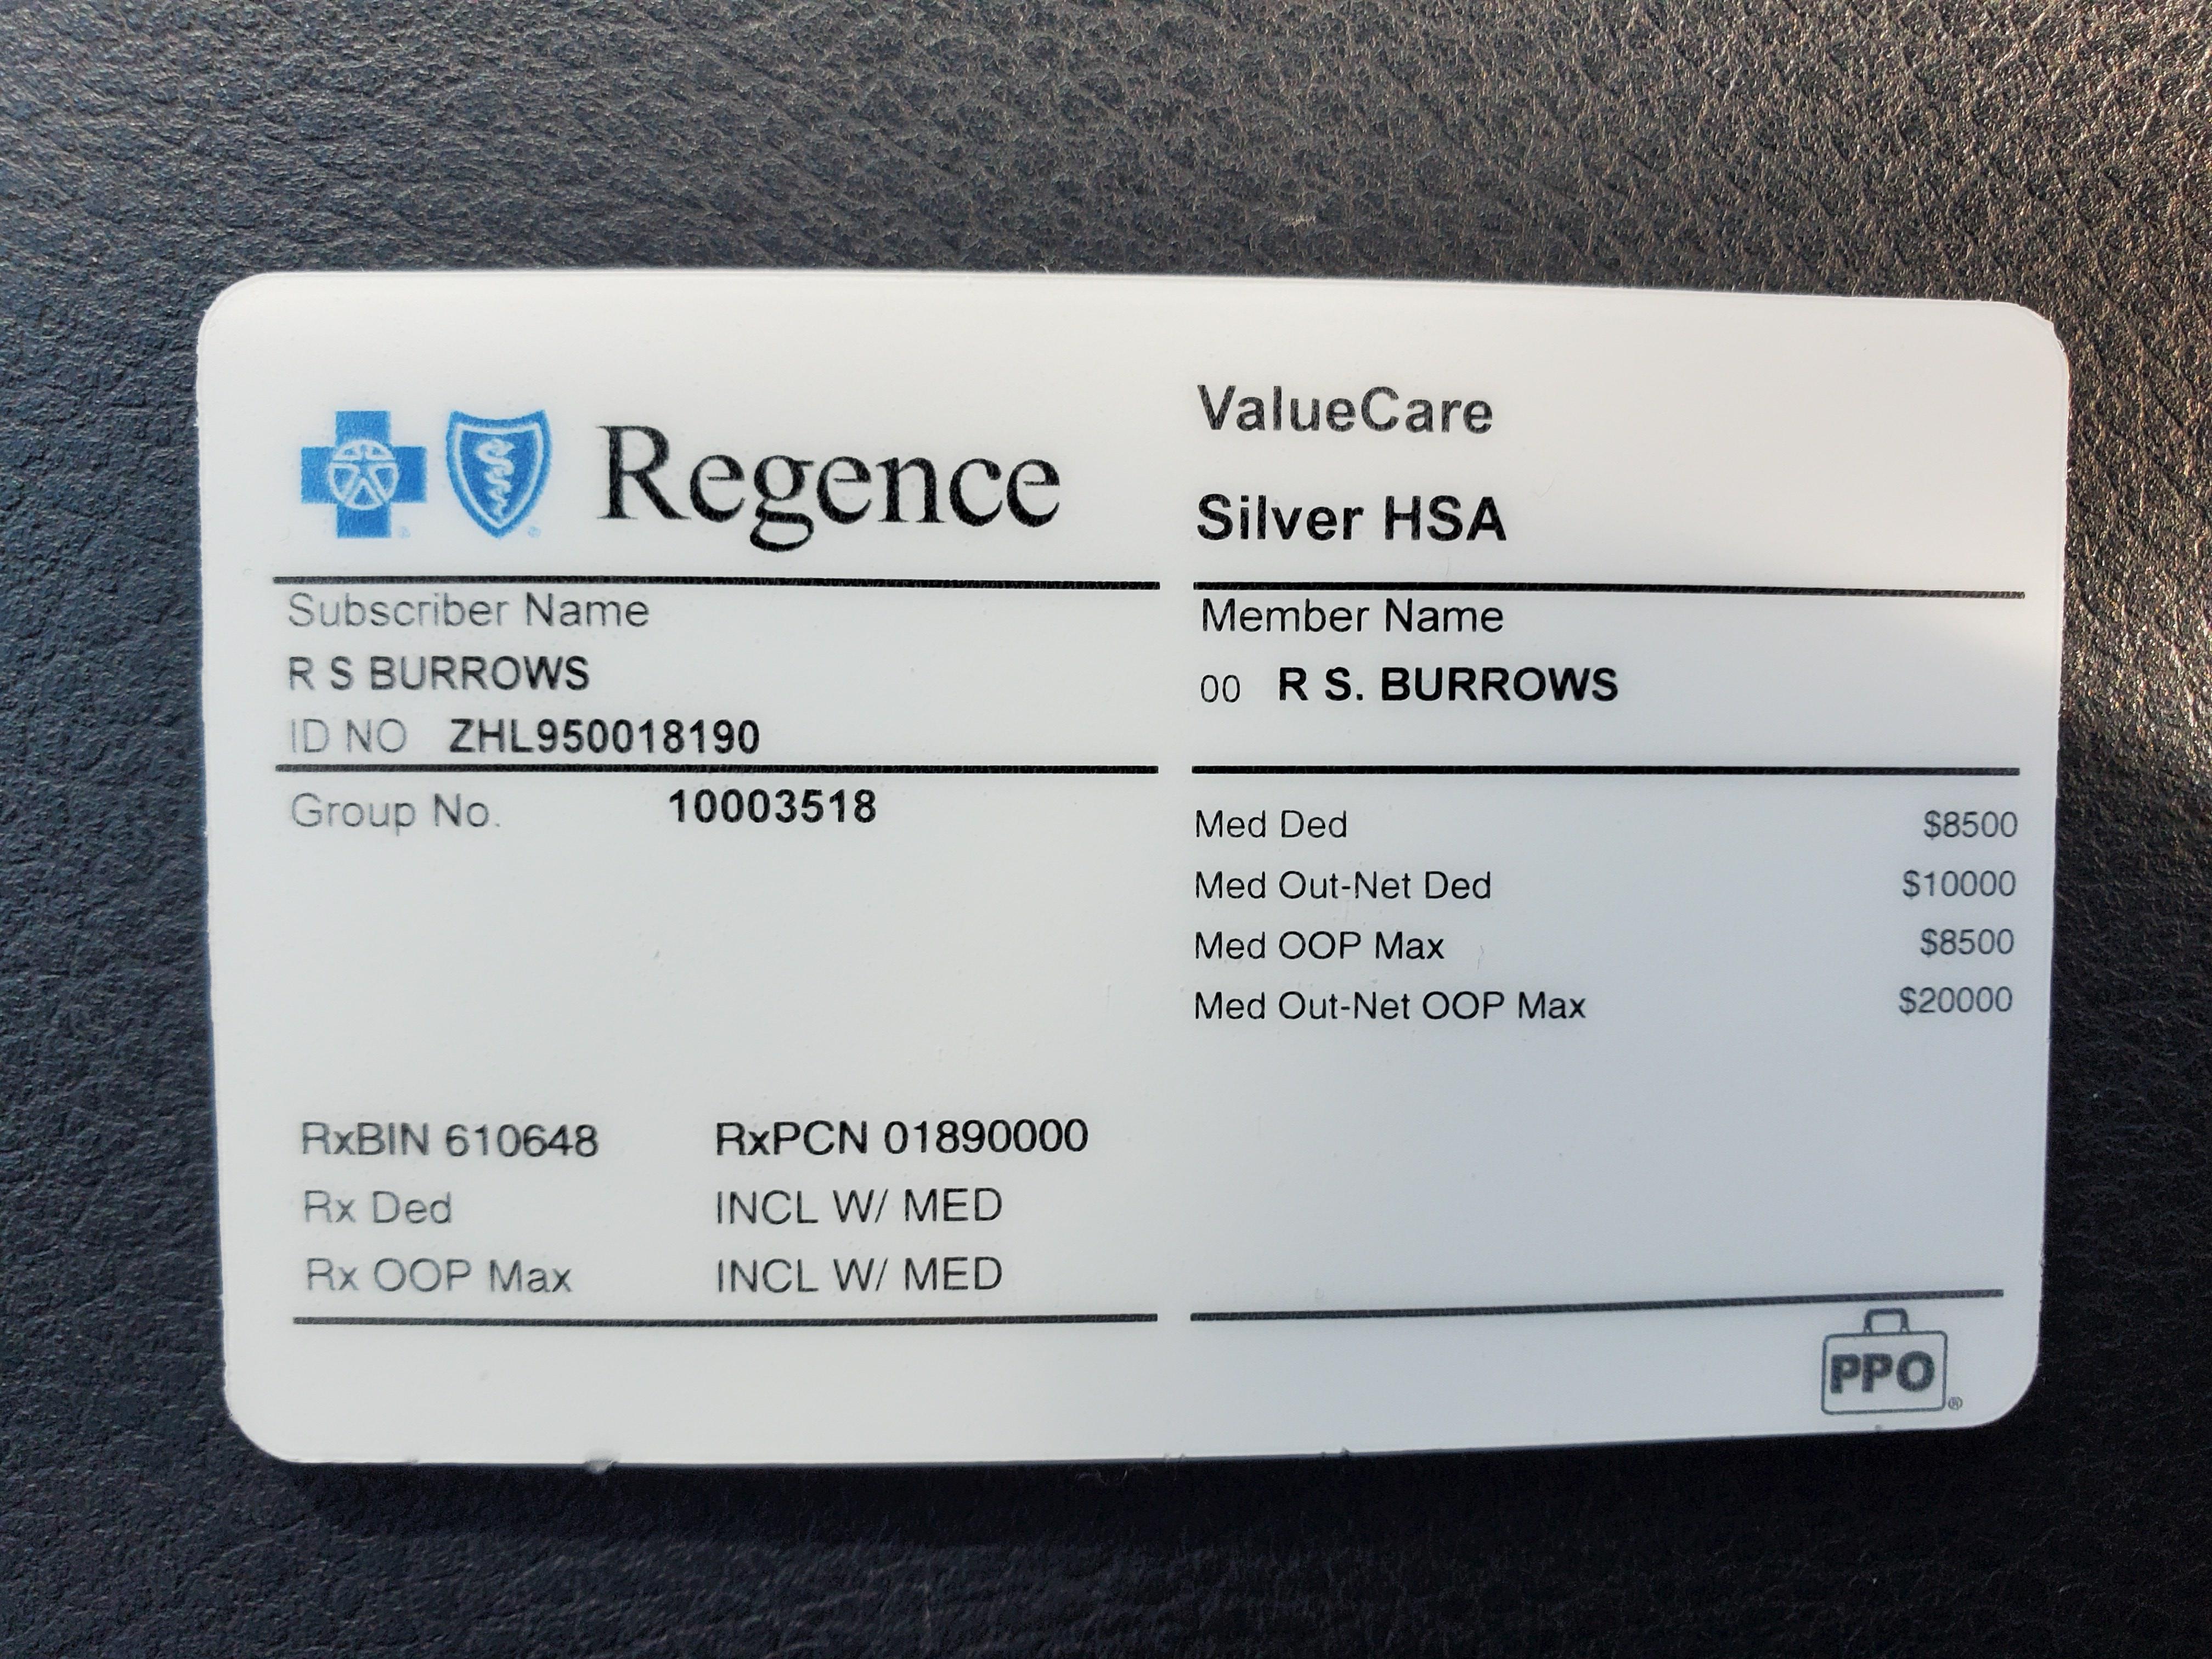 Regence
Subscriber Name
R S BURROWS
ID NO ZHL950018190
Group No. 10003518
RxBIN 610648 RxPCN 01890000
Rx Ded INCL W/ MED
Rx OOP Max INCL W/ MED
ValueCare
Silver HSA
Member Name
00 R S. BURROWS
Med Ded $8500
Med Out-Net Ded $10000
Med OOP Max $8500
Med Out-Net OOP Max $20000
PPO®